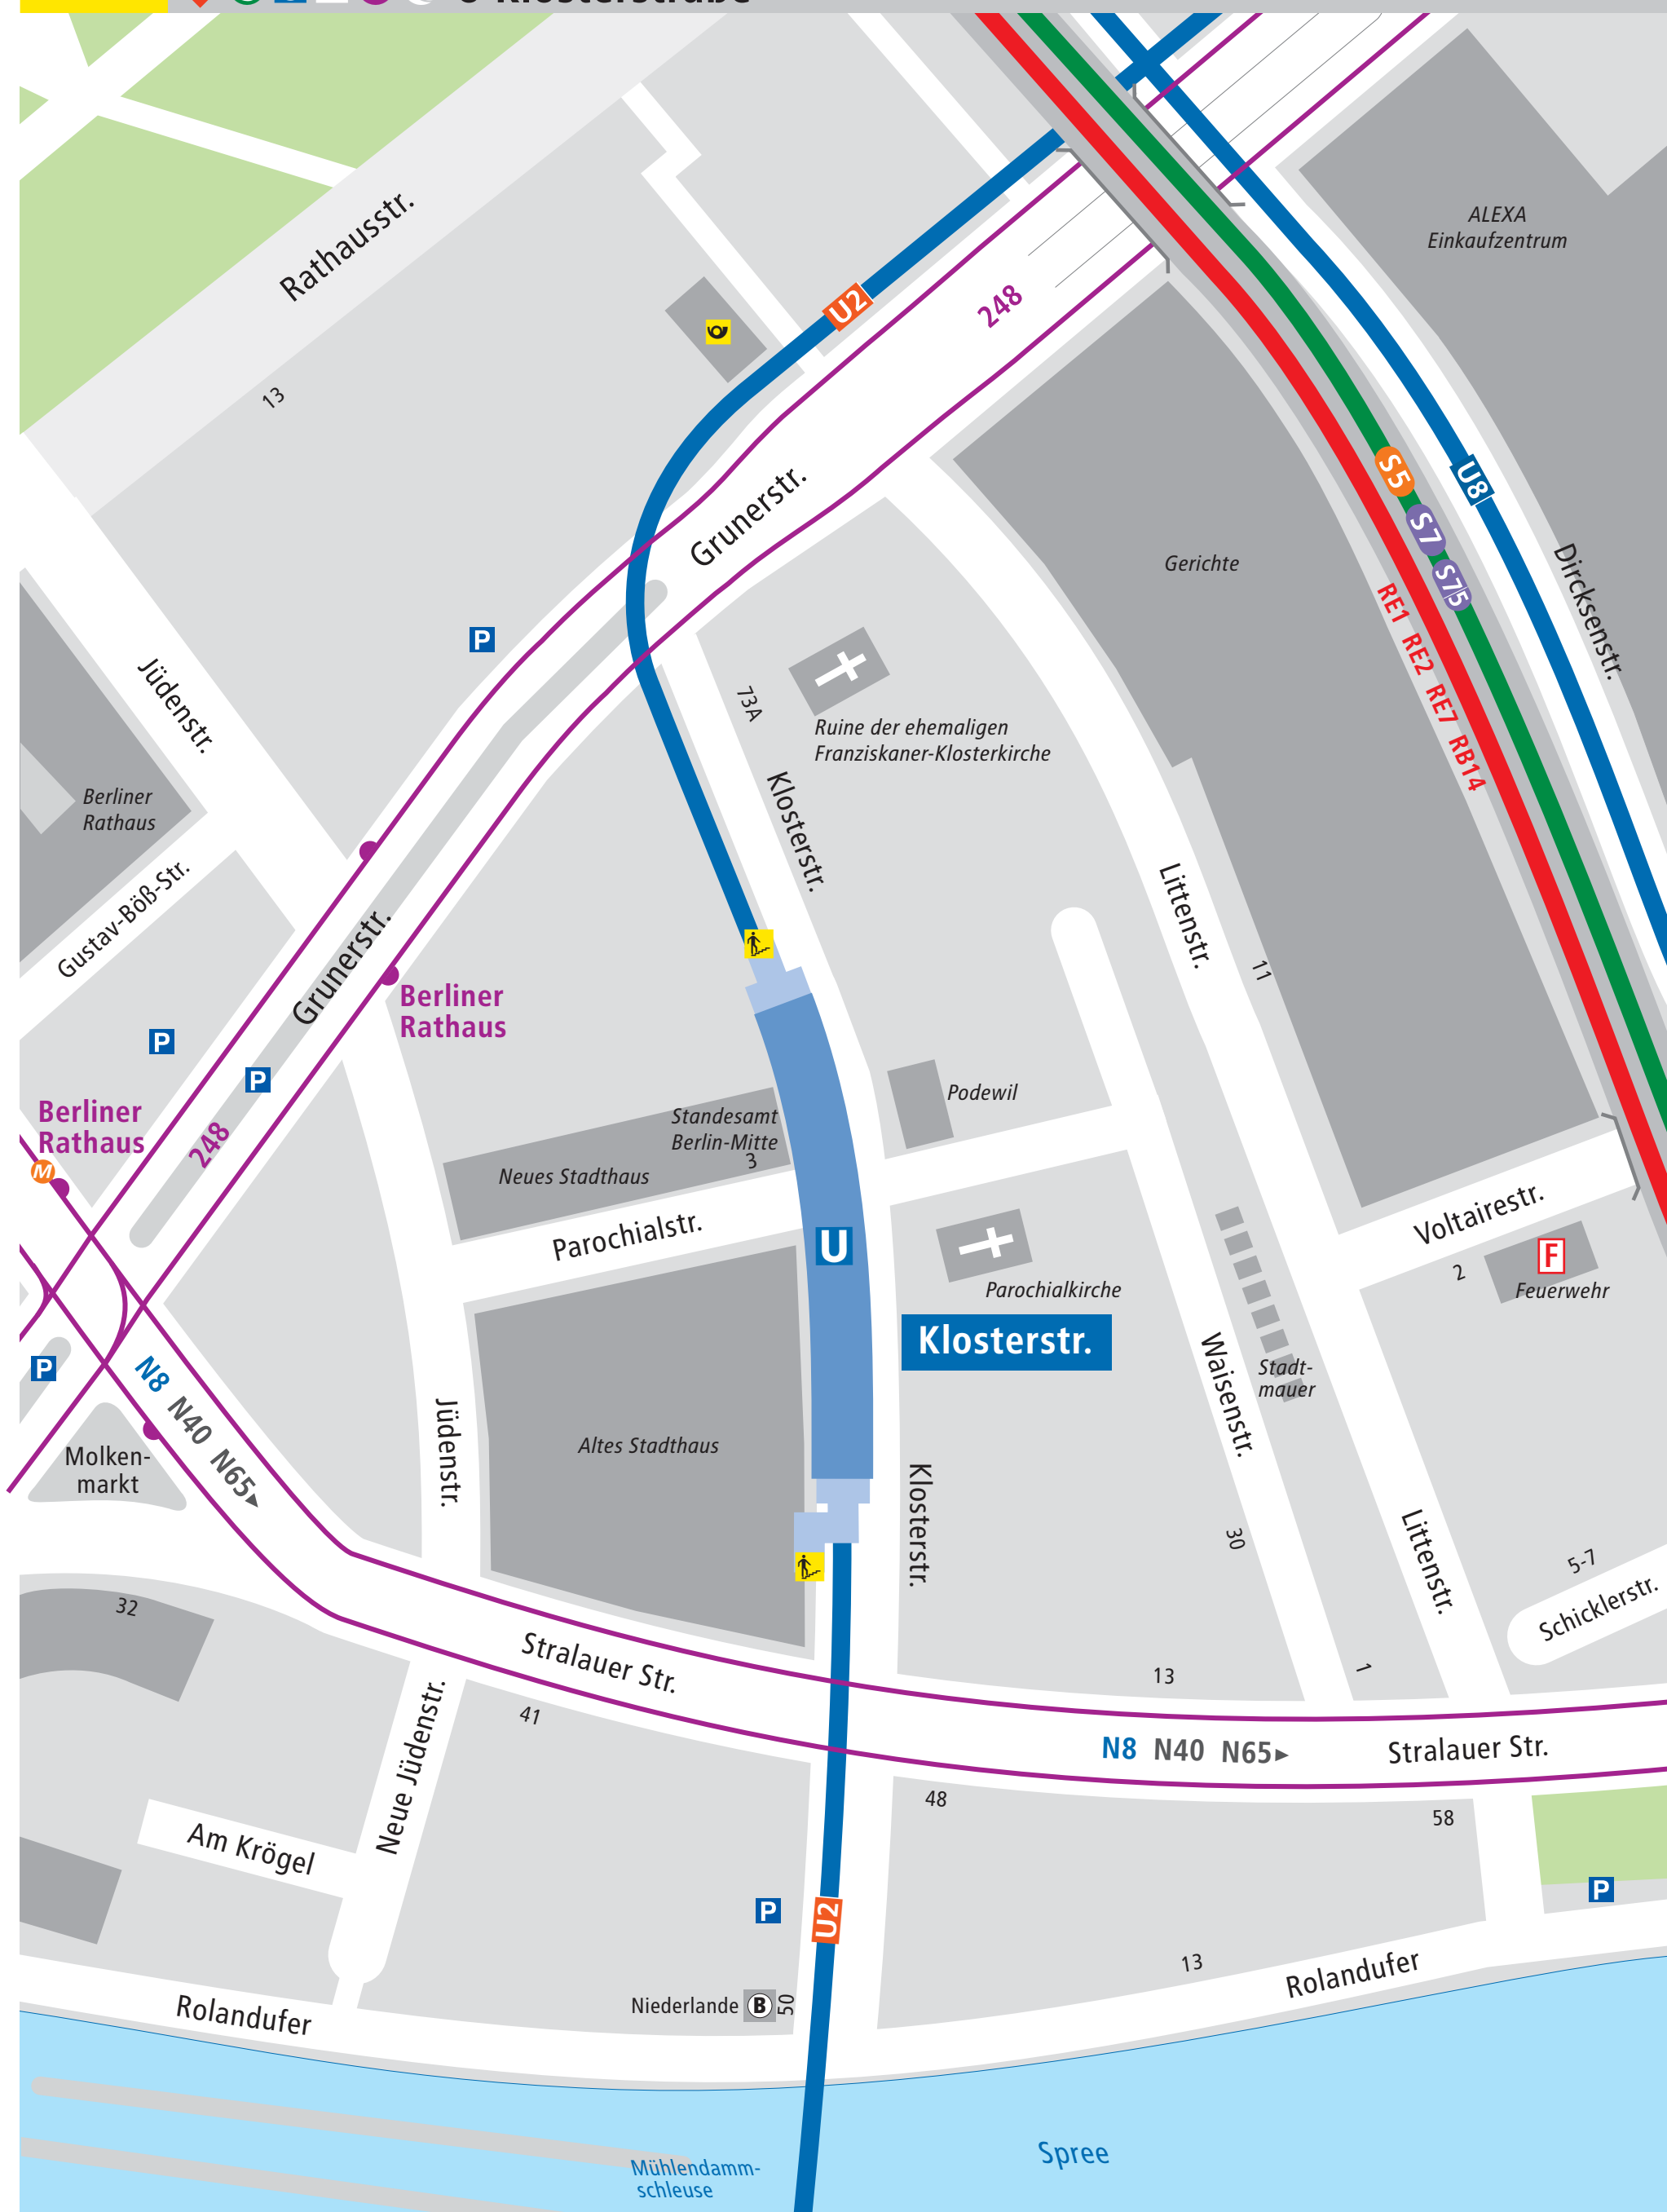 U Klosterstraße
Rathausstr.
13
U2
248
ALEXA
Einkaufzentrum
Grunerstr.
Gerichte
S5
S7
S75
U8
Dircksenstr.
RE1 RE2 RE7 RB14
P
Jüdenstr.
73A
Ruine der ehemaligen
Franziskaner-Klosterkirche
Klosterstr.
Berliner
Rathaus
Gustav-Böß-Str.
Grunerstr.
Littenstr.
11
Berliner
Rathaus
P
P
Berliner
Rathaus
M
248
Podewil
Standesamt
Berlin-Mitte
3
Neues Stadthaus
Parochialstr.
U
Parochialkirche
Klosterstr.
Voltairestr.
2
F
Feuerwehr
P
N8 N40 N65
Molken-
markt
Jüdenstr.
Altes Stadthaus
Waisenstr.
Stadt-
mauer
Klosterstr.
30
Littenstr.
5-7
Schicklerstr.
32
Stralauer Str.
41
13
1
N8 N40 N65
Stralauer Str.
Neue Jüdenstr.
Am Krögel
48
58
P
U2
P
13
Rolandufer
Niederlande B
50
Rolandufer
Mühlendamm-
schleuse
Spree